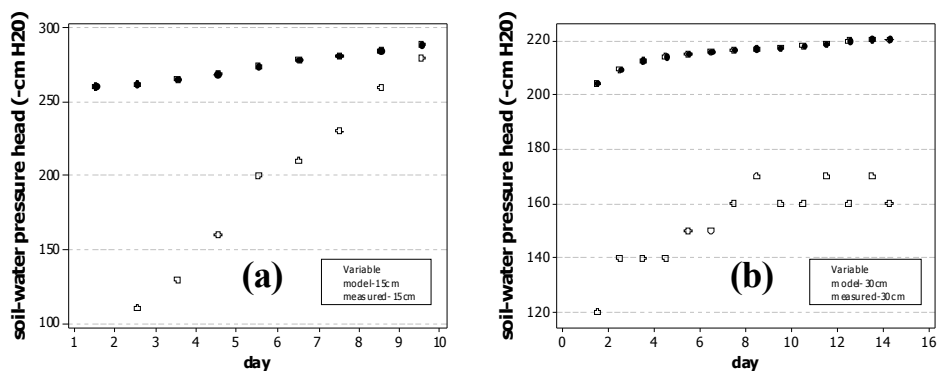 soil-water pressure head (-cm H20)
300
250
200
150
100
1 2 3 4 5 6 7 8 9 10
day
(a)
Variable
model-15cm
measured-15cm
soil-water pressure head (-cm H20)
220
200
180
160
140
120
0 2 4 6 8 10 12 14 16
day
(b)
Variable
model-30cm
measured-30cm